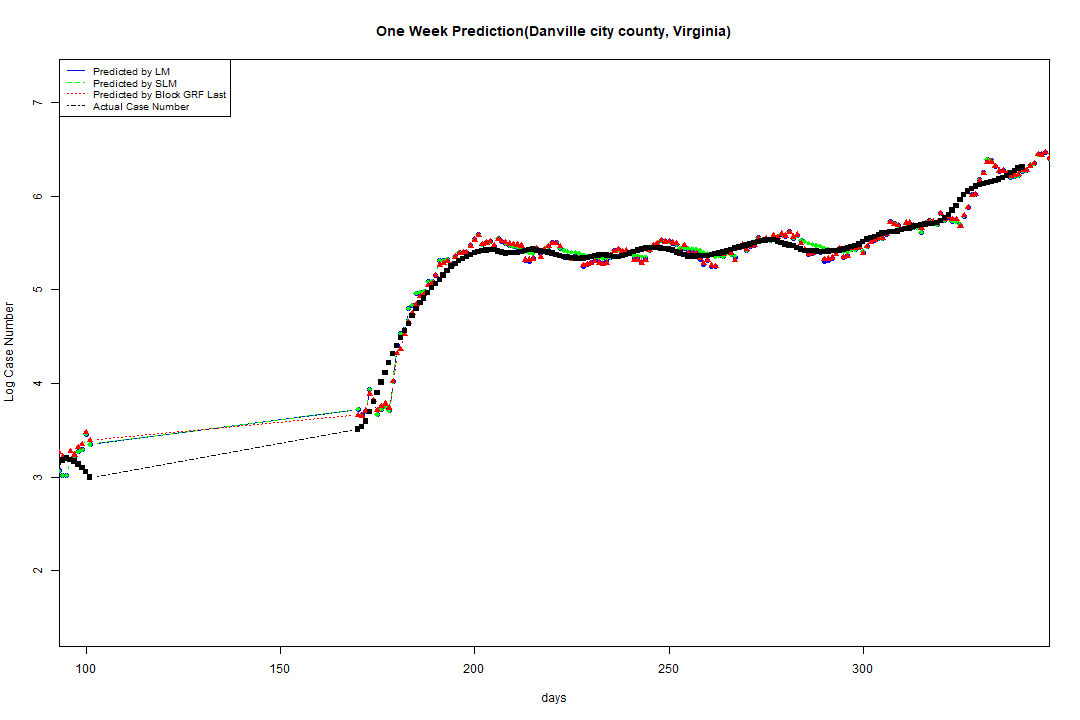 One Week Prediction(Danville city county, Virginia)
Predicted by LM
Predicted by SLM
Predicted by Block GRF Last
Actual Case Number
7
6
5
4
3
2
Log Case Number
100 150 200 250 300
days